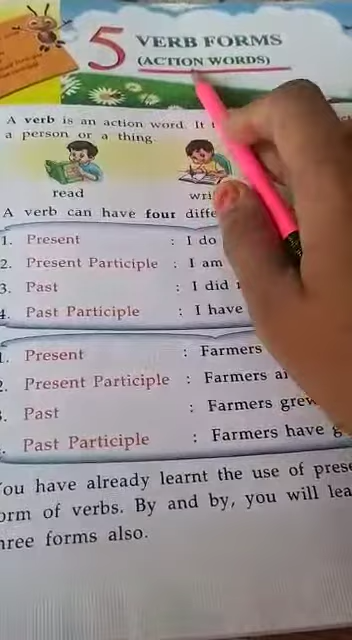 5 VERB FORMS
(ACTION WORDS)
A verb is an action word. It
a person or a thing.
read
A verb can have four
1. Present : I do
2. Present Participle : I am
3. Past : I did
4. Past Participle : I have
1. Present : Farmers
2. Present Participle : Farmers
3. Past : Farmers grew
Past Participle : Farmers have
You have already learnt the use of
form of verbs. By and by, you will
three forms also.